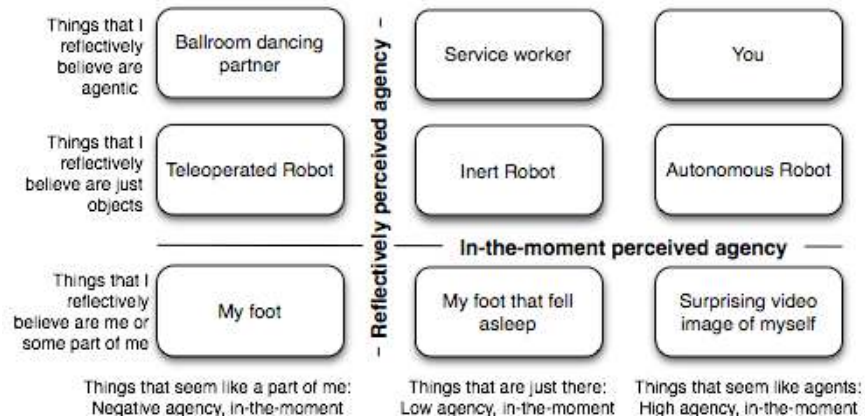 Things that I
reflectively
believe are
agentic
Ballroom dancing
partner
Service worker
You
Things that I
reflectively
believe are just
objects
Teleoperated Robot
Inert Robot
Autonomous Robot
– Reflectively perceived agency –
In-the-moment perceived agency
Things that I
reflectively
believe are me or
some part of me
My foot
My foot that fell
asleep
Surprising video
image of myself
Things that seem like a part of me:
Negative agency, in-the-moment
Things that are just there:
Low agency, in-the-moment
Things that seem like agents:
High agency, in-the-moment